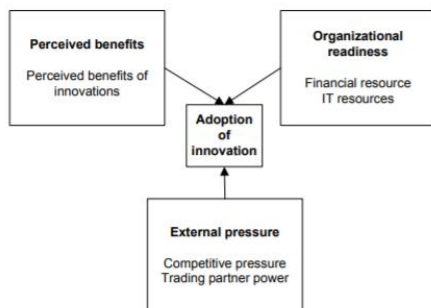 Perceived benefits
Perceived benefits of
innovations
Organizational
readiness
Financial resource
IT resources
Adoption
of
innovation
External pressure
Competitive pressure
Trading partner power